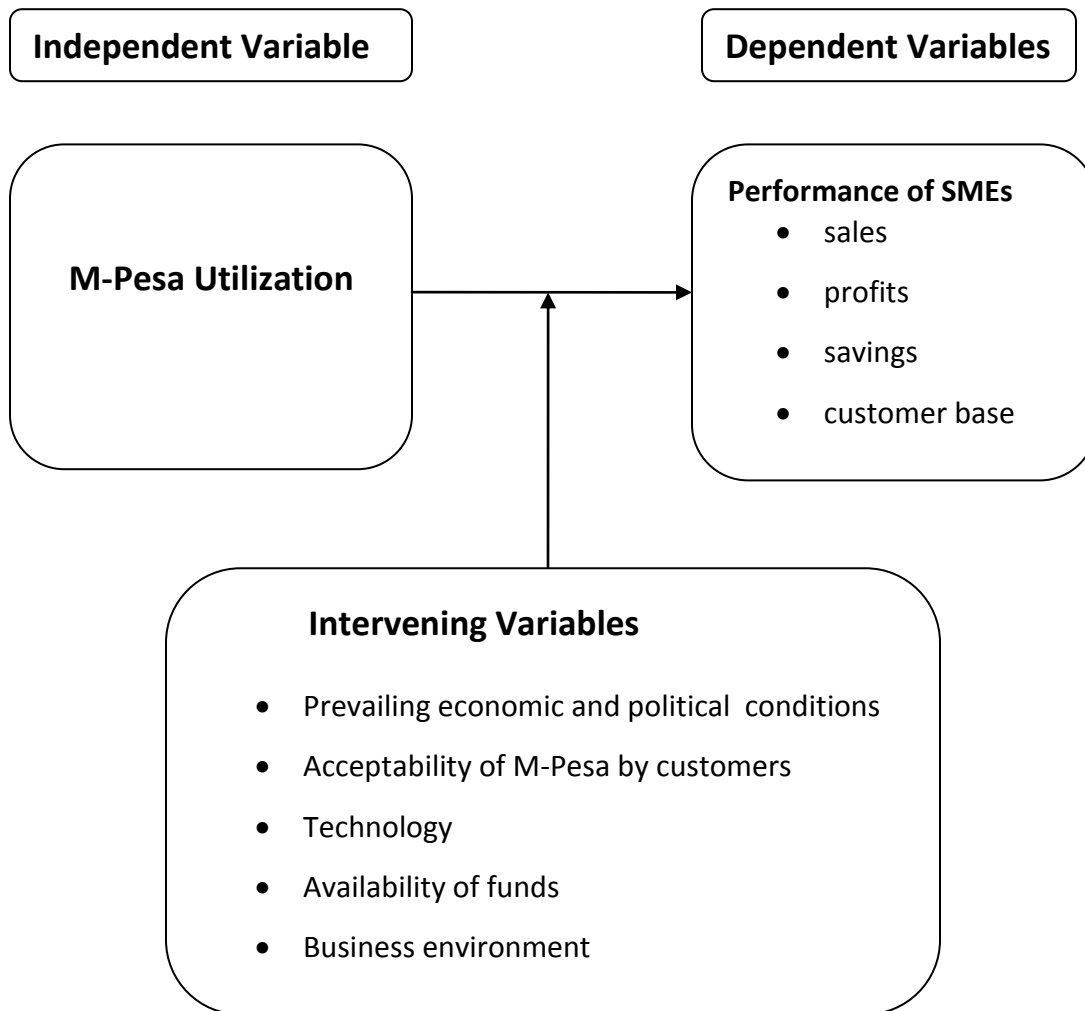 Independent Variable
Dependent Variables
M-Pesa Utilization
Performance of SMEs
• sales
• profits
• savings
• customer base
Intervening Variables
• Prevailing economic and political conditions
• Acceptability of M-Pesa by customers
• Technology
• Availability of funds
• Business environment